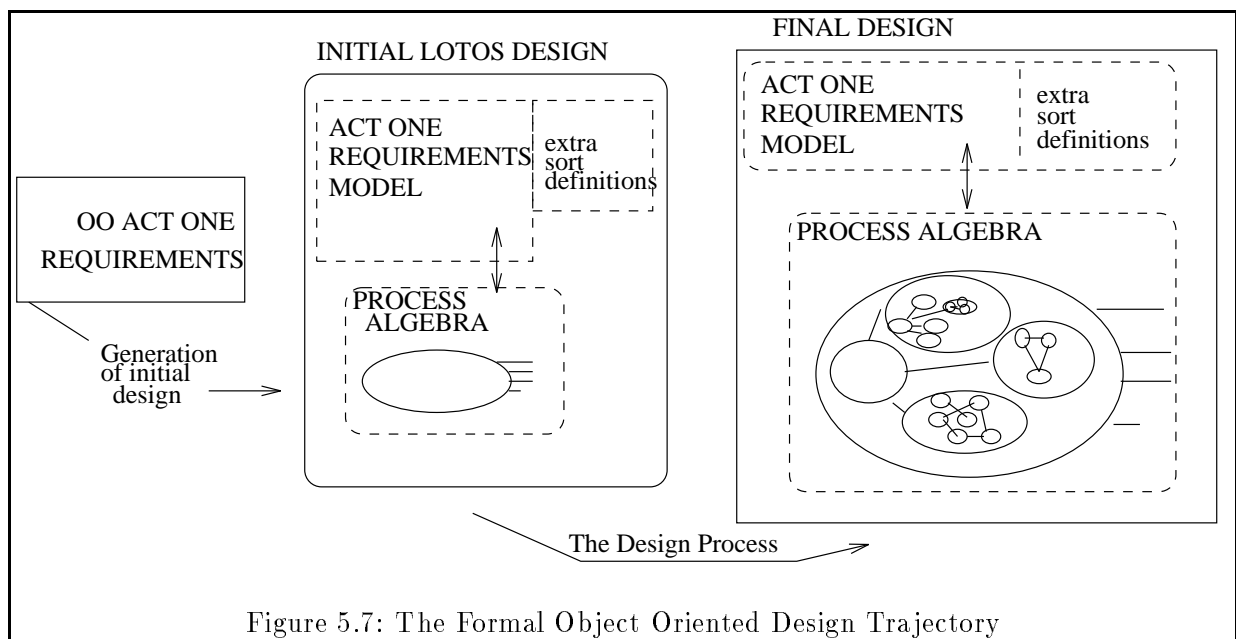 OO ACT ONE
REQUIREMENTS
Generation
of initial
design
INITIAL LOTOS DESIGN
ACT ONE
REQUIREMENTS
MODEL
extra
sort
definitions
PROCESS
ALGEBRA
The Design Process
FINAL DESIGN
ACT ONE
REQUIREMENTS
MODEL
extra
sort
definitions
PROCESS ALGEBRA
Figure 5.7: The Formal Object Oriented Design Trajectory